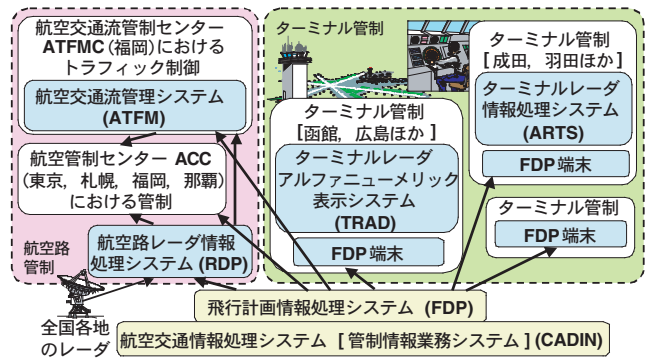 航空交通流管制センター
ATFMC(福岡)における
トラフィック制御
航空交通流管理システム
(ATFM)
航空管制センター ACC
(東京，札幌，福岡，那覇)
における管制
航空路
管制
航空路レーダ情報
処理システム(RDP)
全国各地
のレーダ
ターミナル管制
ターミナル管制
[函館，広島ほか]
ターミナルレーダ
アルファニューメリック
表示システム
(TRAD)
FDP端末
ターミナル管制
[成田，羽田ほか]
ターミナルレーダ
情報処理システム
(ARTS)
FDP端末
ターミナル管制
FDP端末
飛行計画情報処理システム (FDP)
航空交通情報処理システム [管制情報業務システム] (CADIN)